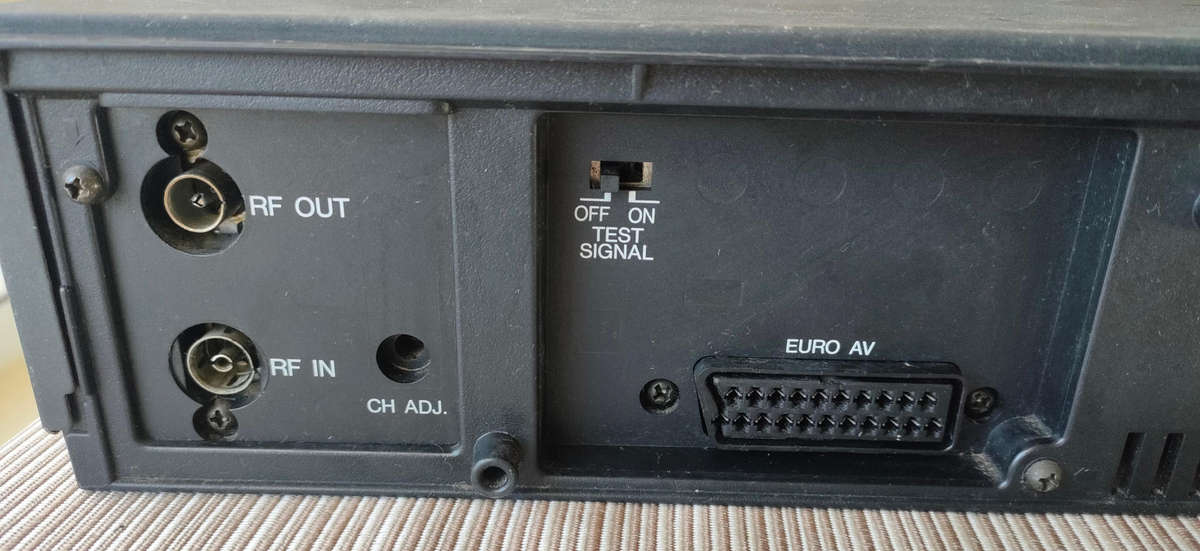 RF OUT
RF IN
CH ADJ.
OFF ON
TEST
SIGNAL
EURO AV